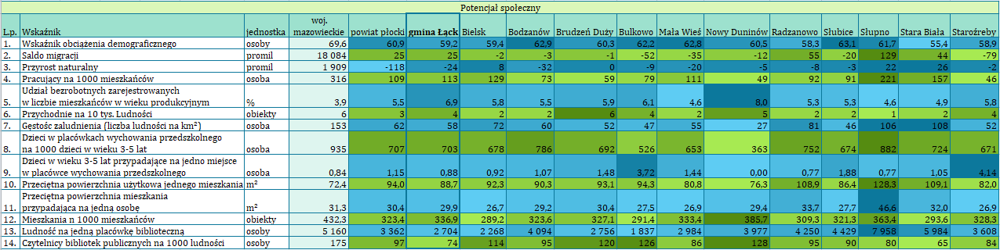 Potencjał społeczny
L.p. Wskaźnik jednostka woj. mazowieckie powiat płocki gmina Łąck Bielsk Bodzanów Brudzeń Duży Bulkowo Mała Wieś Nowy Duninów Radzanowo Słubice Słupno Stara Biała Staroźreby
1. Wskaźnik obciążenia demograficznego osoby 69,6 60,9 59,2 59,4 62,9 60,3 62,2 62,8 60,5 58,3 63,1 61,7 55,4 58,9
2. Saldo migracji promil 18 084 25 25 -2 -3 -1 -52 -35 -12 55 -20 129 44 -79
3. Przyrost naturalny promil 1 909 -118 -24 8 -32 0 -9 -20 -5 -8 -3 22 26 -2
4. Pracujący na 1000 mieszkańców osoba 316 109 113 129 73 59 79 111 49 92 91 221 157 46
5. Udział bezrobotnych zarejestrowanych
w liczbie mieszkańców w wieku produkcyjnym % 3,9 5,5 6,9 5,8 5,5 5,9 6,1 4,6 8,0 5,3 5,3 4,6 4,9 5,8
6. Przychodnie na 10 tys. Ludności obiekty 6 3 4 2 2 6 4 2 5 2 2 1 2 4
7. Gęstośc zaludnienia (liczba ludności na km²) osoba 153 62 58 72 60 52 47 55 27 81 46 106 108 52
8. Dzieci w placówkach wychowania przedszkolnego
na 1000 dzieci w wieku 3-5 lat osoba 935 707 703 678 786 692 526 653 363 752 674 882 724 671
9. Dzieci w wieku 3-5 lat przypadające na jedno miejsce
w placówce wychowania przedszkolnego osoba 0,84 1,15 0,88 0,92 1,07 1,48 3,72 1,44 0,00 0,77 1,88 0,77 1,05 4,14
10. Przeciętna powierzchnia użytkowa jednego mieszkania m² 72,4 94,0 88,7 92,3 90,3 93,1 94,3 80,8 76,3 108,9 86,4 128,3 109,1 82,0
11. Przeciętna powierzchnia mieszkania
przypadająca na jedną osobę m² 31,3 30,4 29,9 26,7 29,2 30,4 27,5 26,9 29,4 33,7 27,7 46,6 32,0 26,9
12. Mieszkania n 1000 mieszkańców obiekty 432,3 323,4 336,9 289,2 323,6 327,1 291,4 333,4 385,7 309,3 321,3 363,4 293,6 328,3
13. Ludność na jedną placówkę biblioteczną osoby 5 160 3 362 2 704 2 268 4 094 2 756 1 837 2 984 3 977 4 250 4 429 7 958 5 984 3 608
14. Czytelnicy bibliotek publicznych na 1000 ludności osoby 175 97 74 114 95 120 126 86 128 95 90 80 65 84